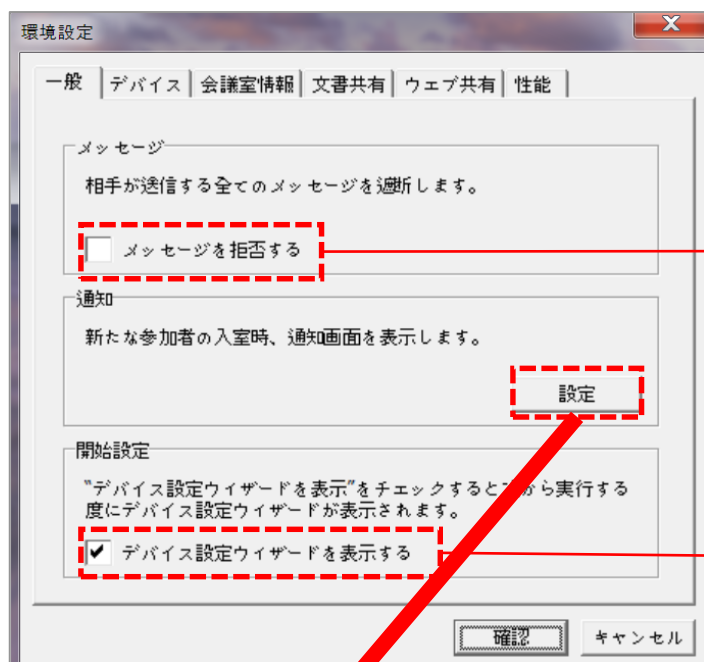 環境設定
一般 デバイス 会議室情報 文書共有 ウェブ共有 性能
メッセージ
相手が送信する全てのメッセージを遮断します。
メッセージを拒否する
通知
新たな参加者の入室時、通知画面を表示します。
設定
開始設定
"デバイス設定ウィザードを表示"をチェックすると から実行する
度にデバイス設定ウィザードが表示されます。
デバイス設定ウィザードを表示する
確認 キャンセル